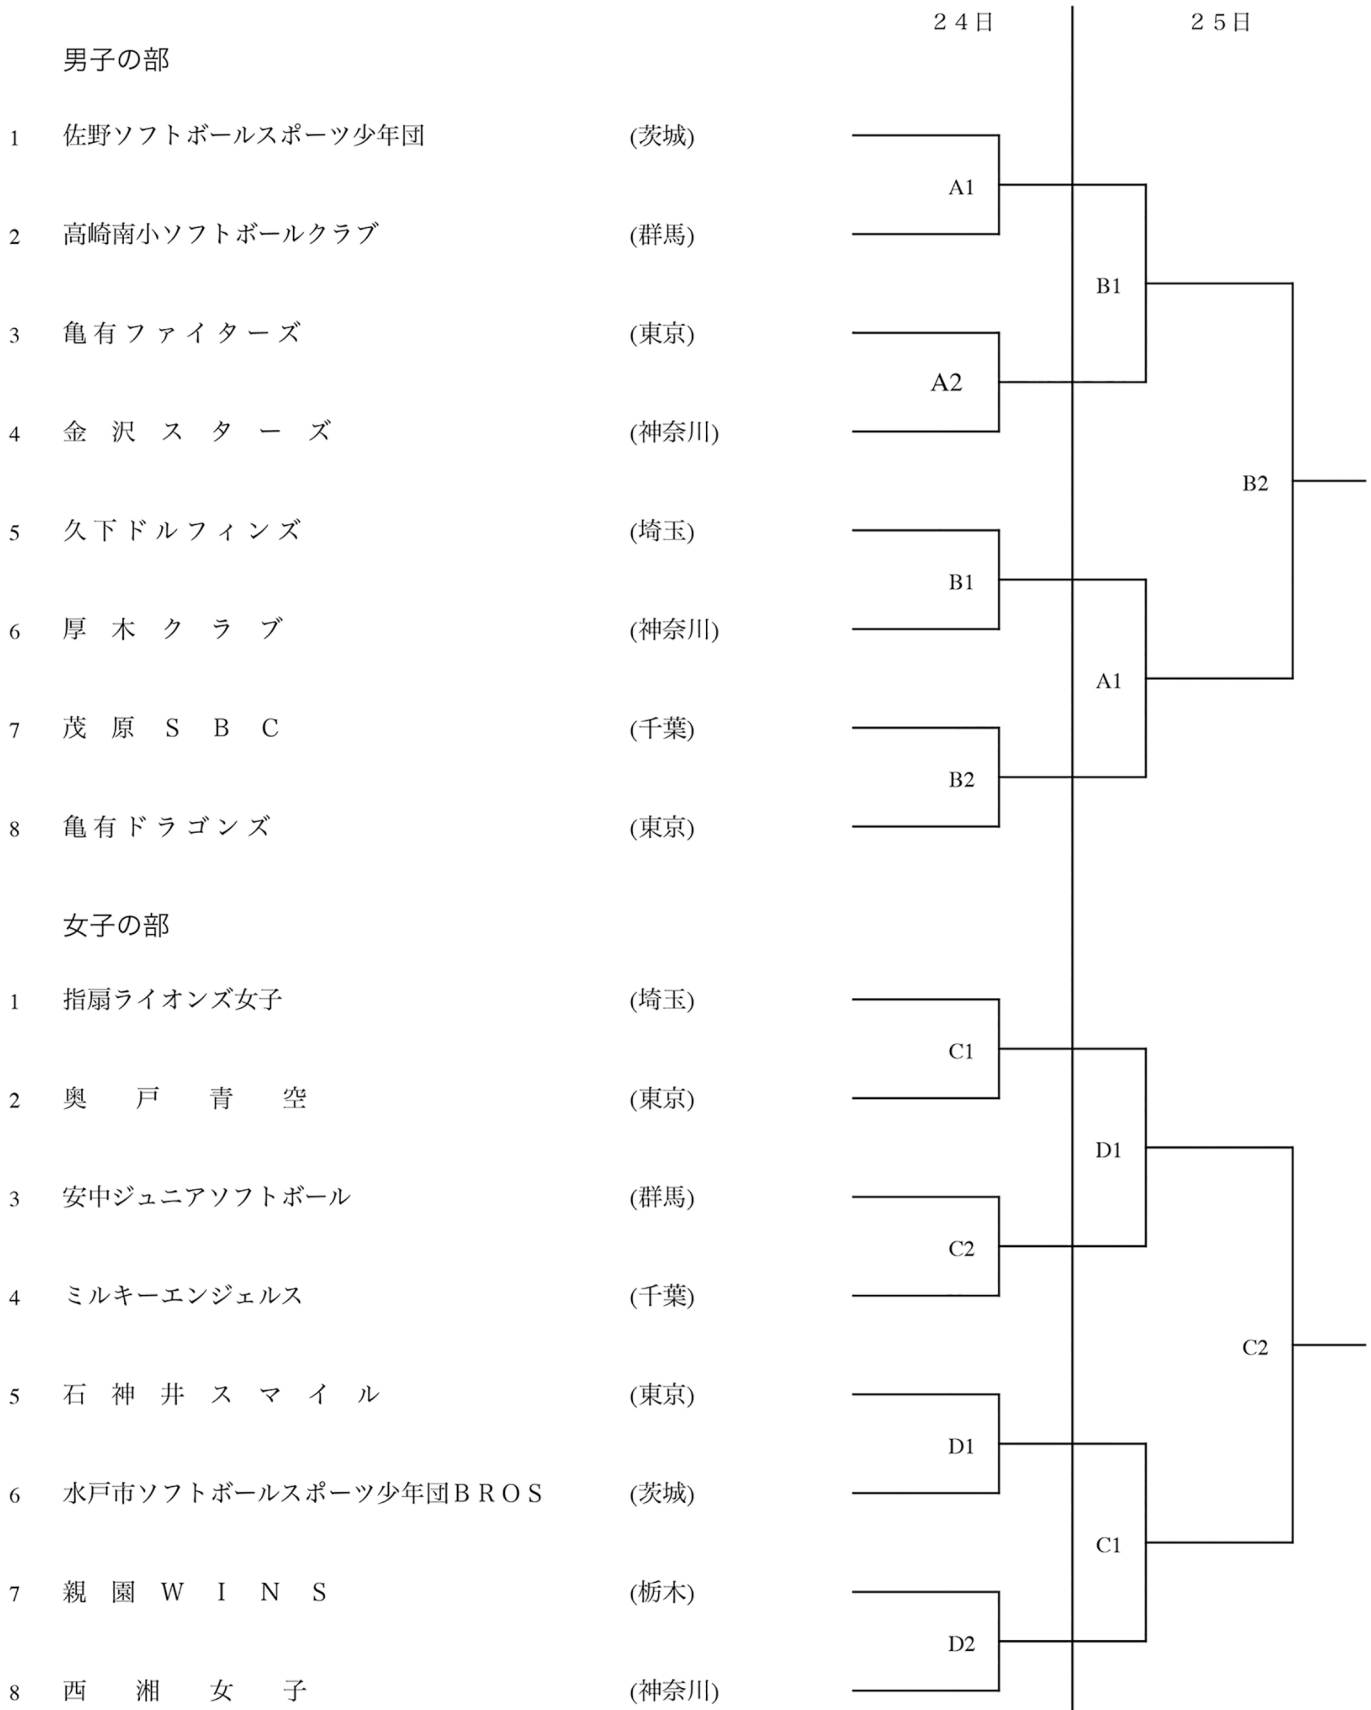 ２４日 ２５日
男子の部
1 佐野ソフトボールスポーツ少年団 (茨城)
A1
2 高崎南小ソフトボールクラブ (群馬)
B1
3 亀有ファイターズ (東京)
A2
4 金沢スターズ (神奈川)
B2
5 久下ドルフィンズ (埼玉)
B1
6 厚木クラブ (神奈川)
A1
7 茂原ＳＢＣ (千葉)
B2
8 亀有ドラゴンズ (東京)
女子の部
1 指扇ライオンズ女子 (埼玉)
C1
2 奥戸青空 (東京)
D1
3 安中ジュニアソフトボール (群馬)
C2
4 ミルキーエンジェルス (千葉)
C2
5 石神井スマイル (東京)
D1
6 水戸市ソフトボールスポーツ少年団ＢＲＯＳ (茨城)
C1
7 親園ＷＩＮＳ (栃木)
D2
8 西湘女子 (神奈川)